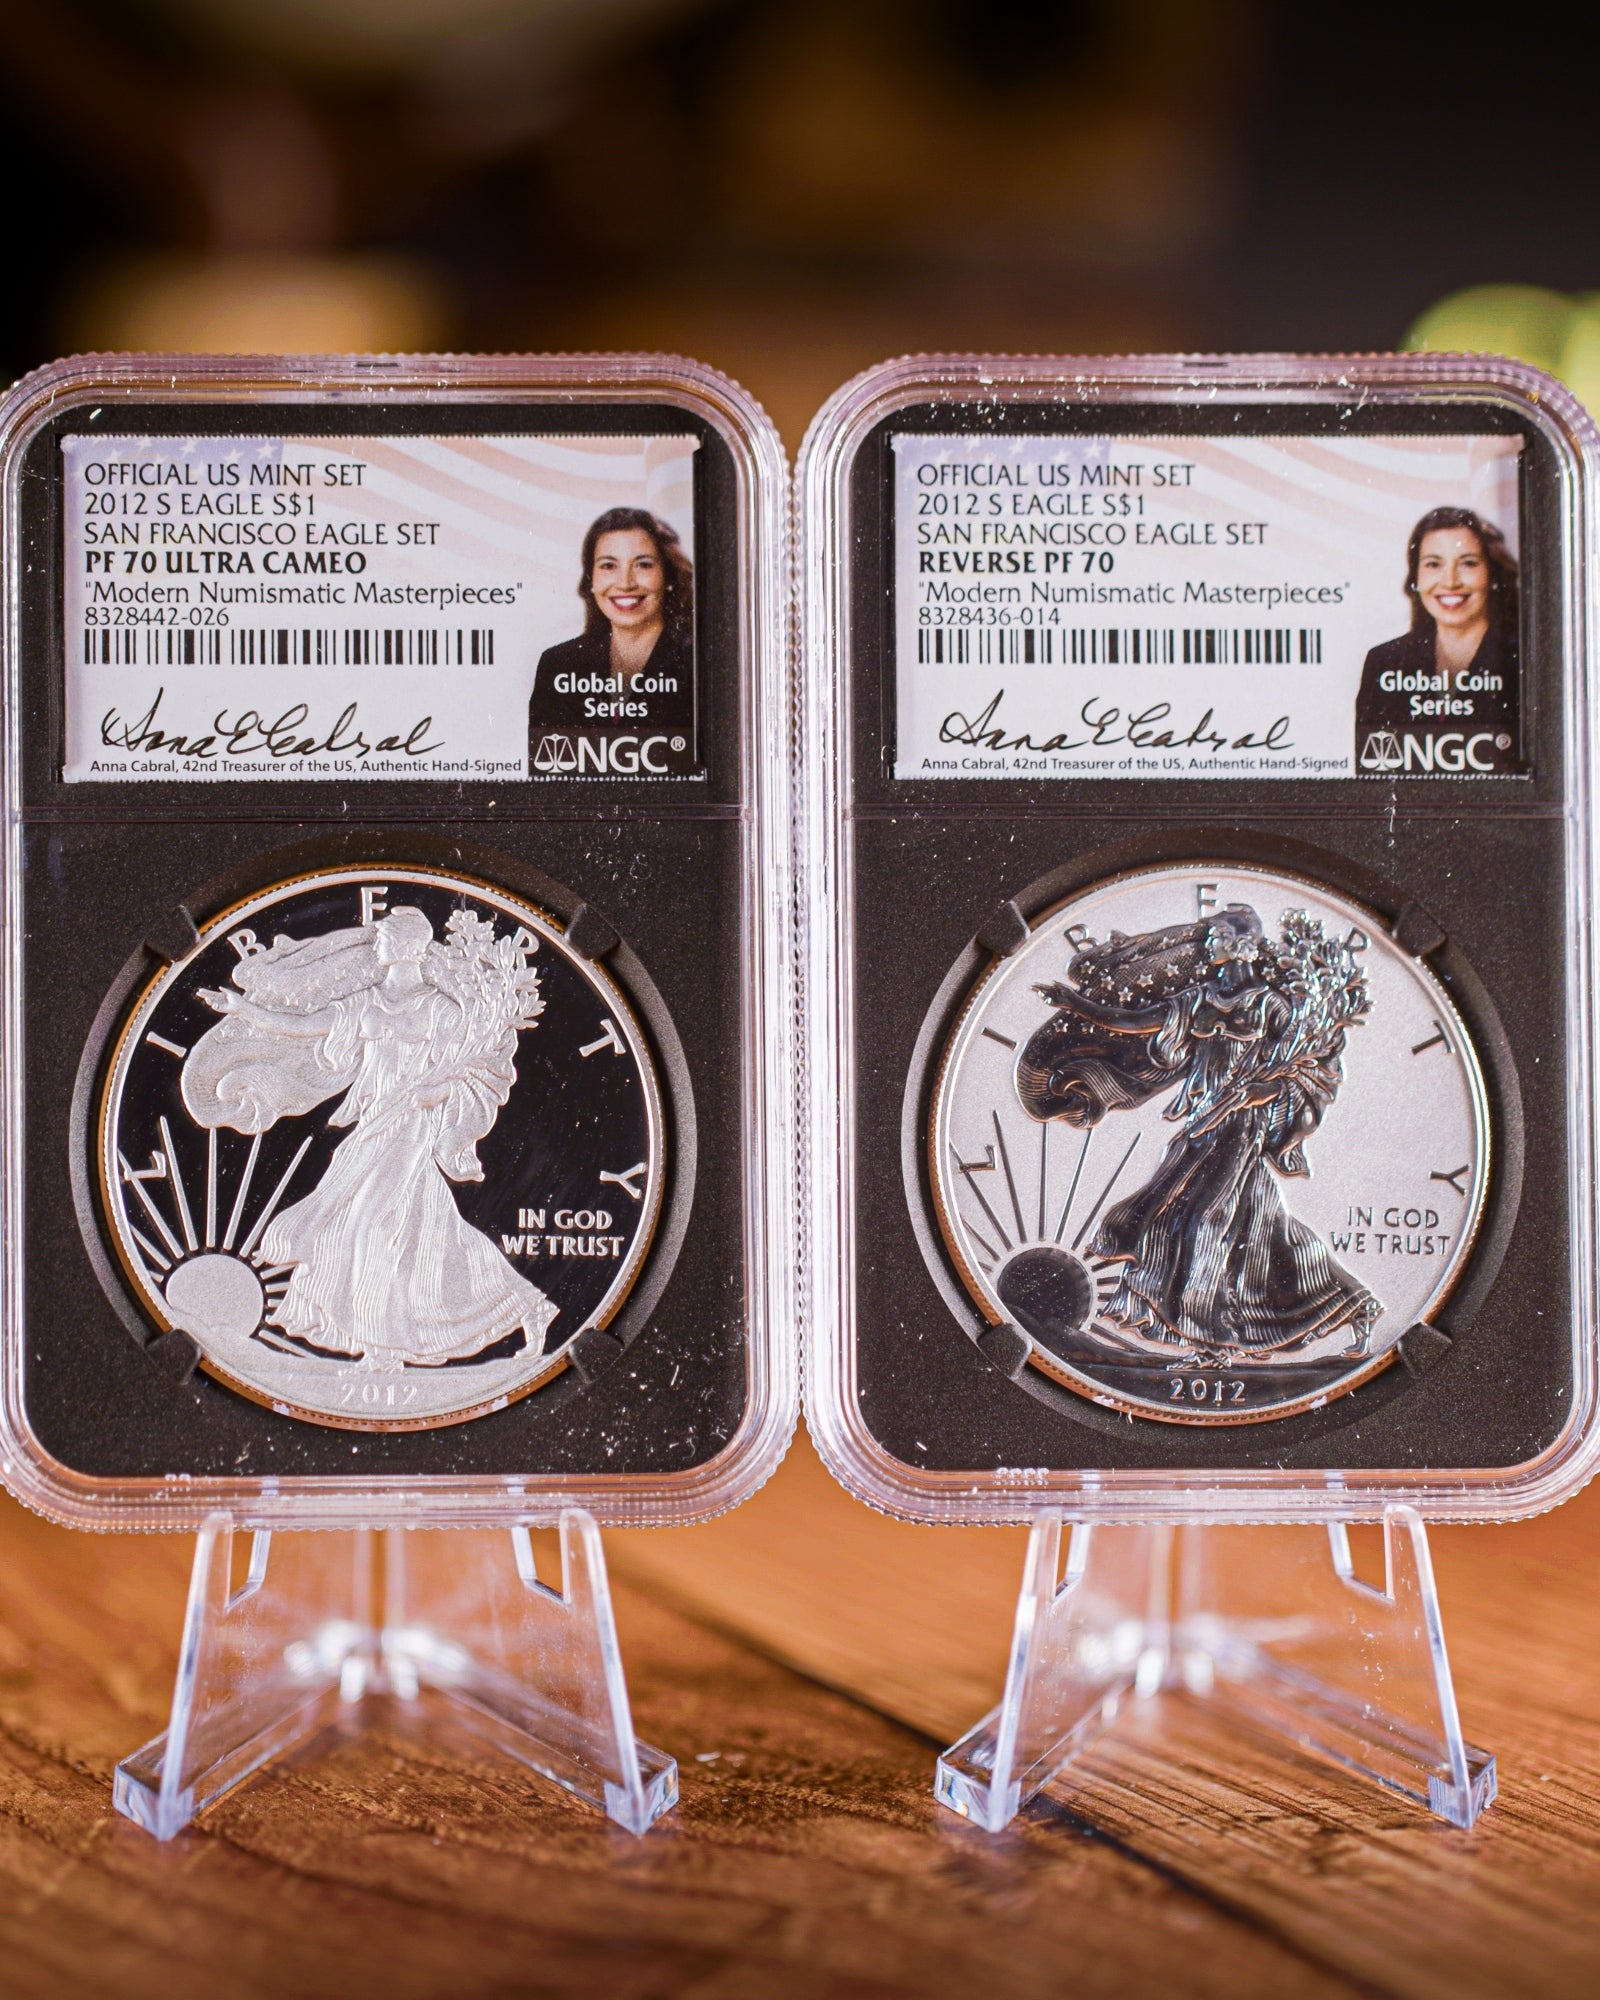 OFFICIAL US MINT SET
2012 S EAGLE S$1
SAN FRANCISCO EAGLE SET
PF 70 ULTRA CAMEO
"Modern Numismatic Masterpieces"
8328442-026
Global Coin
Series
Anna E Cabral
NGC®
Anna Cabral, 42nd Treasurer of the US, Authentic Hand-Signed
LIBERTY
IN GOD
WE TRUST
2012
OFFICIAL US MINT SET
2012 S EAGLE S$1
SAN FRANCISCO EAGLE SET
REVERSE PF 70
"Modern Numismatic Masterpieces"
8328436-014
Global Coin
Series
Anna E Cabral
NGC®
Anna Cabral, 42nd Treasurer of the US, Authentic Hand-Signed
LIBERTY
IN GOD
WE TRUST
2012